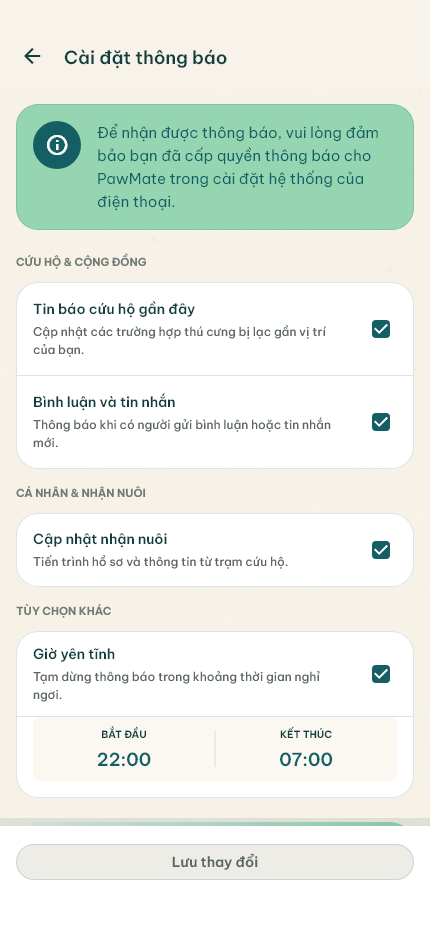 Cài đặt thông báo
Để nhận được thông báo, vui lòng đảm
bảo bạn đã cấp quyền thông báo cho
PawMate trong cài đặt hệ thống của
điện thoại.
CỨU HỘ & CỘNG ĐỒNG
Tin báo cứu hộ gần đây
Cập nhật các trường hợp thú cưng bị lạc gần vị trí
của bạn.
Bình luận và tin nhắn
Thông báo khi có người gửi bình luận hoặc tin nhắn
mới.
CÁ NHÂN & NHẬN NUÔI
Cập nhật nhận nuôi
Tiến trình hồ sơ và thông tin từ trạm cứu hộ.
TÙY CHỌN KHÁC
Giờ yên tĩnh
Tạm dừng thông báo trong khoảng thời gian nghỉ
ngơi.
BẮT ĐẦU
22:00
KẾT THÚC
07:00
Lưu thay đổi